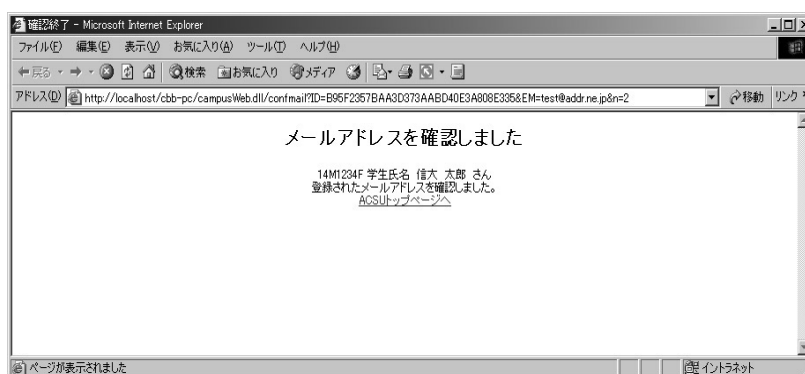 確認終了 - Microsoft Internet Explorer
ファイル(F) 編集(E) 表示(V) お気に入り(A) ツール(T) ヘルプ(H)
戻る 検索 お気に入り メディア
アドレス(D) http://localhost/cbb-pc/campusWeb.dll/confmail?ID=B95F2357BAA3D373AABD40E3A808E335&EM=test@addr.ne.jp&n=2 移動 リンク
メールアドレスを確認しました
14M1234F 学生氏名 信大 太郎 さん
登録されたメールアドレスを確認しました。
ACSUトップページへ
ページが表示されました イントラネット